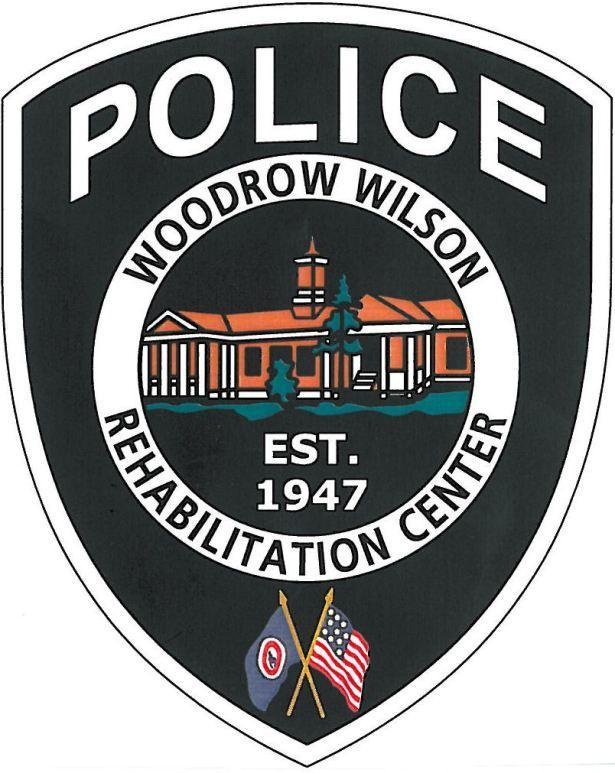 POLICE
WOODROW WILSON
EST.
1947
REHABILITATION CENTER